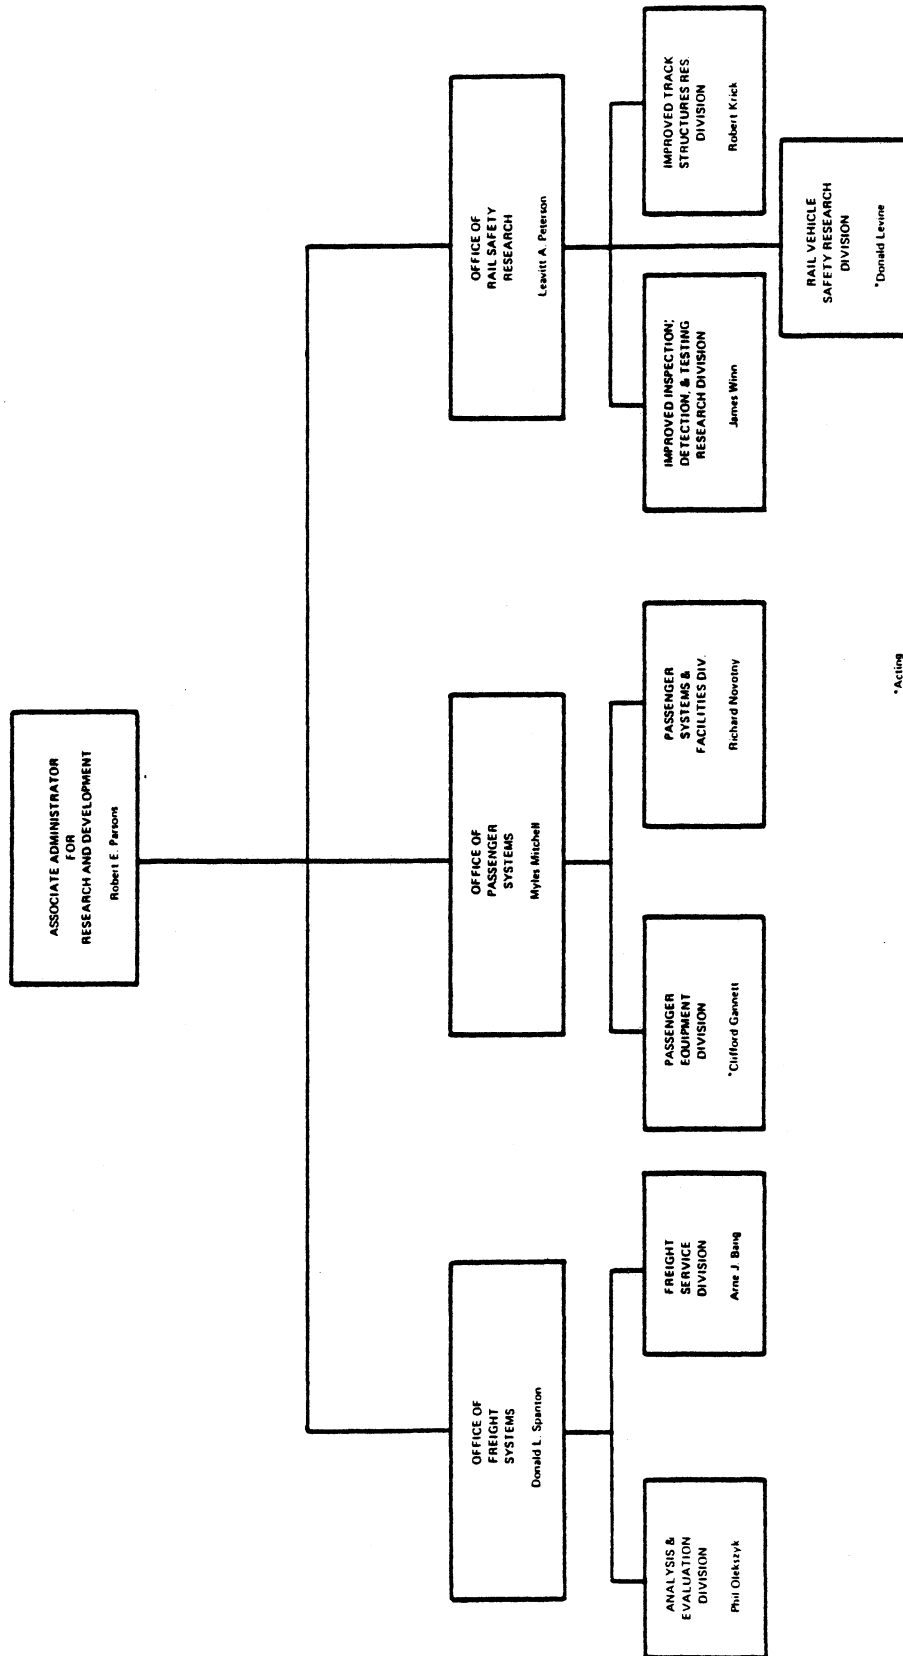 ASSOCIATE ADMINISTRATOR
FOR
RESEARCH AND DEVELOPMENT
Robert E. Parsons
OFFICE OF
FREIGHT
SYSTEMS
Donald L. Spanton
OFFICE OF
PASSENGER
SYSTEMS
Myles Mitchell
OFFICE OF
RAIL SAFETY
RESEARCH
Leavitt A. Peterson
ANALYSIS &
EVALUATION
DIVISION
Phil Olekszyk
FREIGHT
SERVICE
DIVISION
Arne J. Bang
PASSENGER
EQUIPMENT
DIVISION
*Clifford Gannett
PASSENGER
SYSTEMS &
FACILITIES DIV.
Richard Novotny
IMPROVED INSPECTION;
DETECTION, & TESTING
RESEARCH DIVISION
James Winn
IMPROVED TRACK
STRUCTURES RES.
DIVISION
Robert Krick
RAIL VEHICLE
SAFETY RESEARCH
DIVISION
*Donald Levine
*Acting